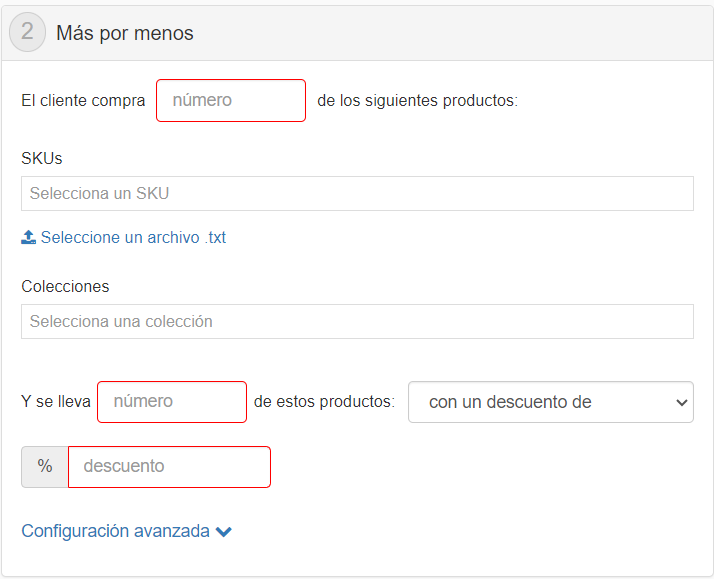 2 Más por menos
El cliente compra número de los siguientes productos:
SKUs
Selecciona un SKU
Seleccione un archivo .txt
Colecciones
Selecciona una colección
Y se lleva número de estos productos: con un descuento de
% descuento
Configuración avanzada